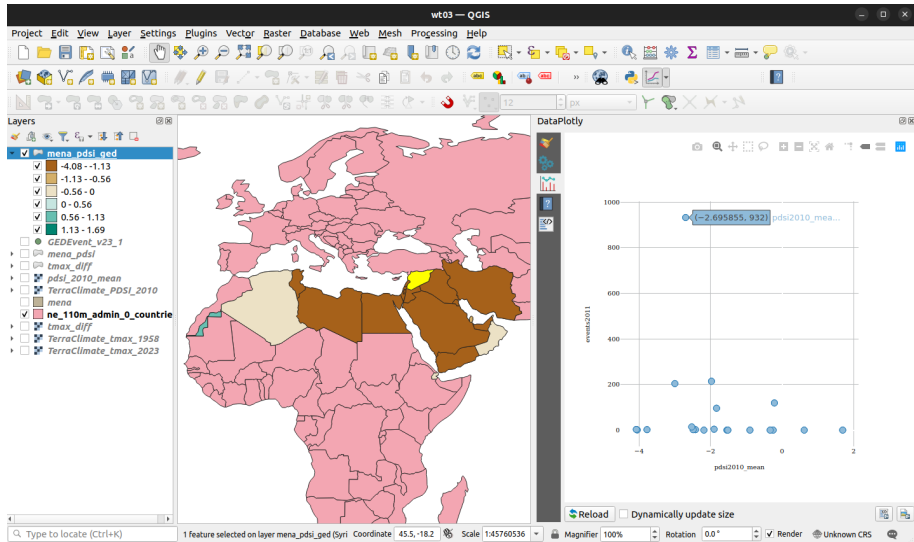 wt03 — QGIS
Project Edit View Layer Settings Plugins Vector Raster Database Web Mesh Processing Help
abc abc abc »
12 px
Layers
DataPlotly
mena_pdsi_ged
-4.08 - -1.13
-1.13 - -0.56
-0.56 - 0
0 - 0.56
0.56 - 1.13
1.13 - 1.69
GEDEvent_v23_1
mena_pdsi
tmax_diff
pdsi_2010_mean
TerraClimate_PDSI_2010
mena
ne_110m_admin_0_countrie
tmax_diff
TerraClimate_tmax_1958
TerraClimate_tmax_2023
(−2.695855, 932) pdsi2010_mea...
1000
800
600
400
200
0
events2011
−4 −2 0 2
pdsi2010_mean
Reload Dynamically update size
Type to locate (Ctrl+K) 1 feature selected on layer mena_pdsi_ged (Syri Coordinate 45.5,-18.2 Scale 1:45760536 Magnifier 100% Rotation 0.0° Render Unknown CRS